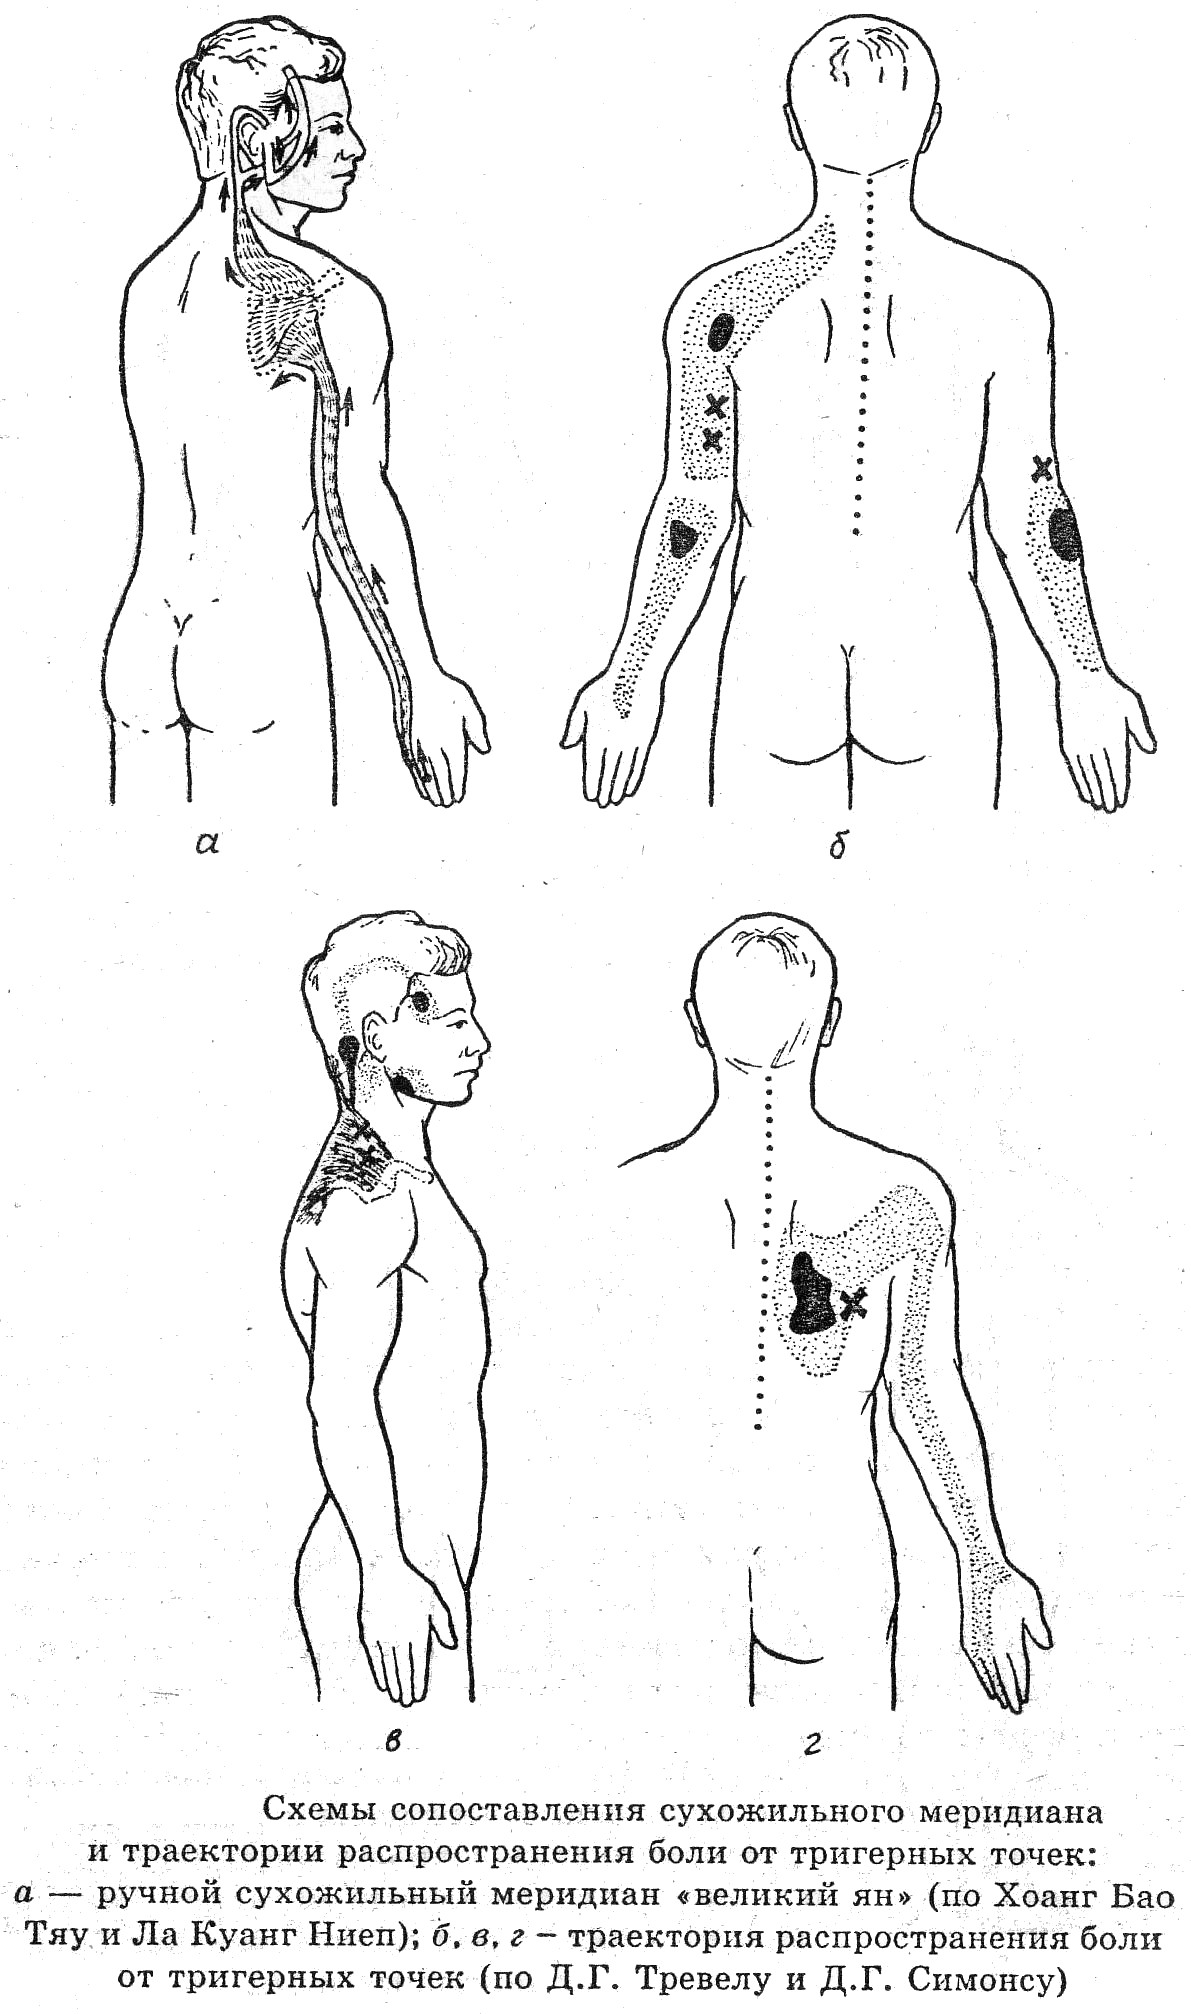 а
б
в
г
Схемы сопоставления сухожильного меридиана
и траектории распространения боли от тригерных точек:
а — ручной сухожильный меридиан «великий ян» (по Хоанг Бао
Тяу и Ла Куанг Ниеп); б, в, г – траектория распространения боли
от тригерных точек (по Д.Г. Тревелу и Д.Г. Симонсу)